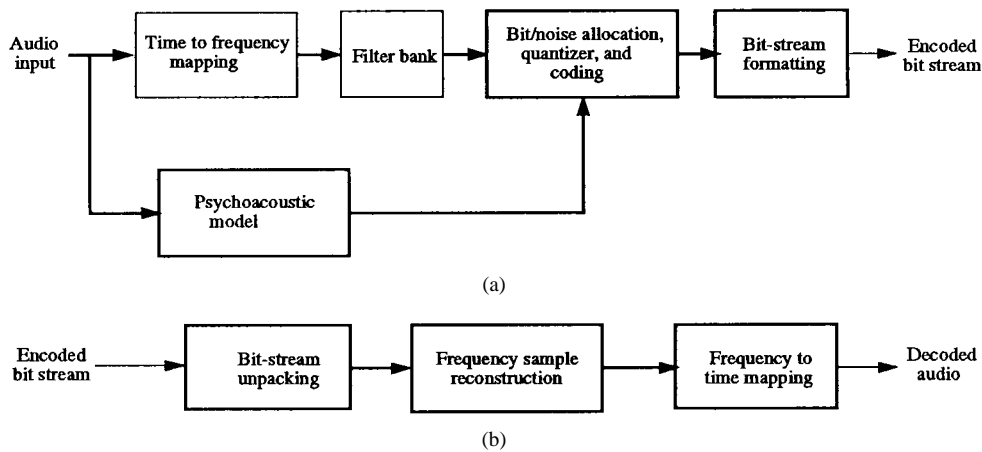 Audio
input
Time to frequency
mapping
Filter bank
Bit/noise allocation,
quantizer, and
coding
Bit-stream
formatting
Encoded
bit stream
Psychoacoustic
model
(a)
Encoded
bit stream
Bit-stream
unpacking
Frequency sample
reconstruction
Frequency to
time mapping
Decoded
audio
(b)